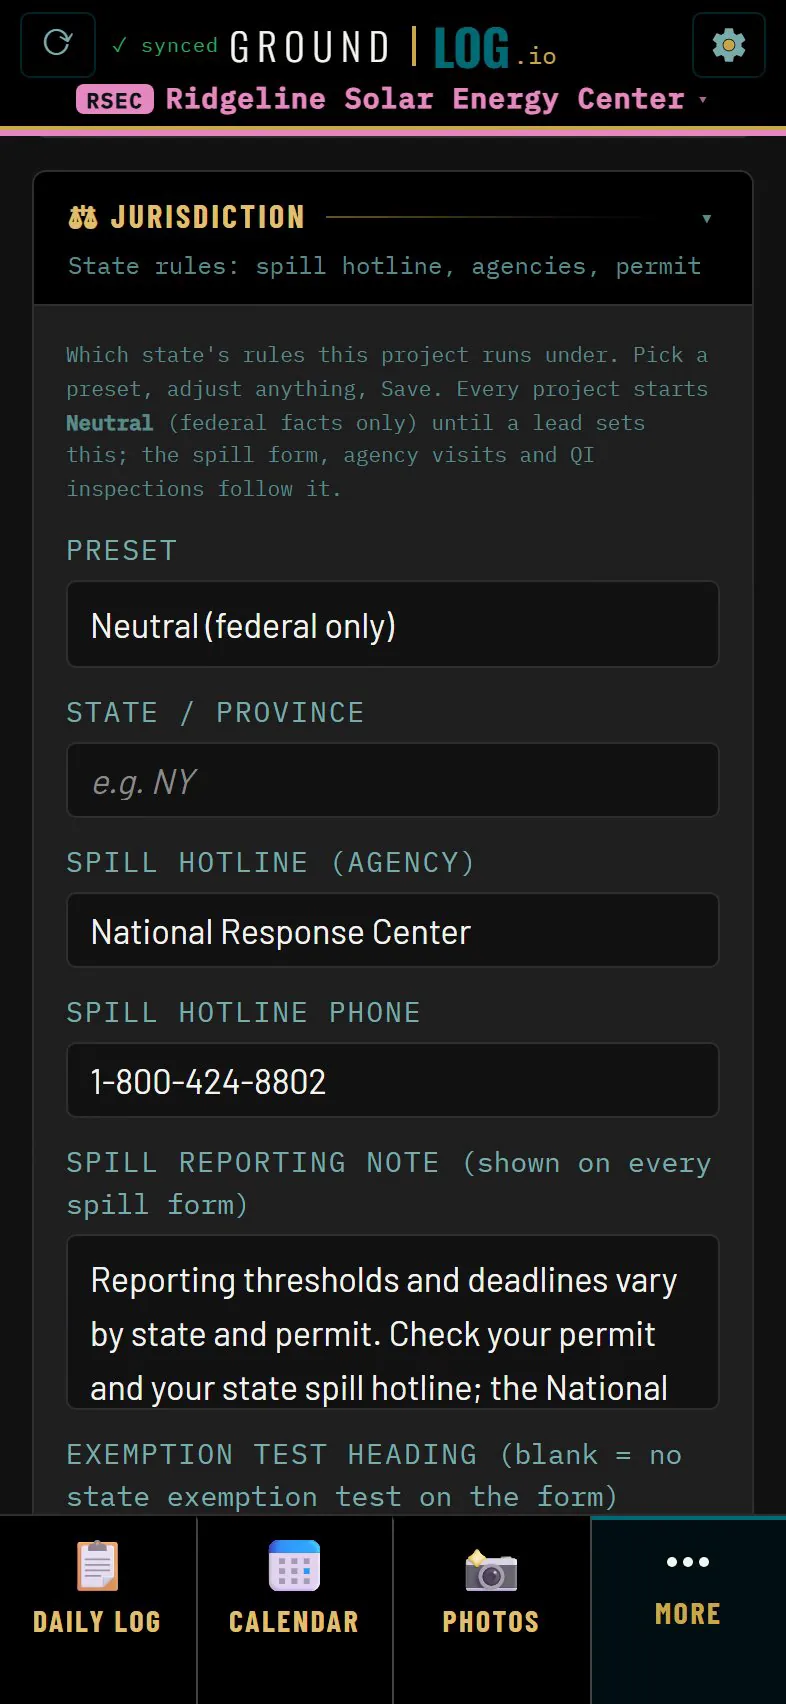 ✓ synced GROUND | LOG.io
RSEC Ridgeline Solar Energy Center ▾
JURISDICTION ▾
State rules: spill hotline, agencies, permit
Which state's rules this project runs under. Pick a
preset, adjust anything, Save. Every project starts
Neutral (federal facts only) until a lead sets
this; the spill form, agency visits and QI
inspections follow it.
PRESET
Neutral (federal only)
STATE / PROVINCE
e.g. NY
SPILL HOTLINE (AGENCY)
National Response Center
SPILL HOTLINE PHONE
1-800-424-8802
SPILL REPORTING NOTE (shown on every
spill form)
Reporting thresholds and deadlines vary
by state and permit. Check your permit
and your state spill hotline; the National
EXEMPTION TEST HEADING (blank = no
state exemption test on the form)
DAILY LOG
CALENDAR
PHOTOS
MORE